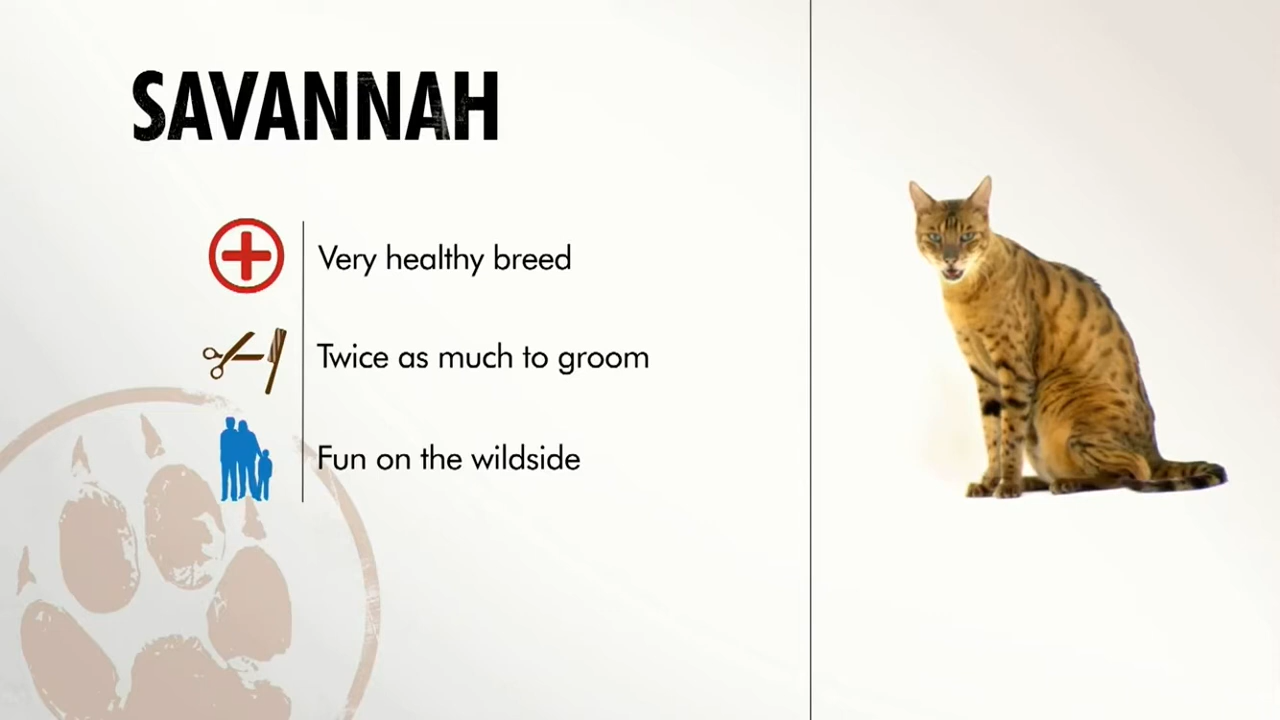 SAVANNAH
Very healthy breed
Twice as much to groom
Fun on the wildside